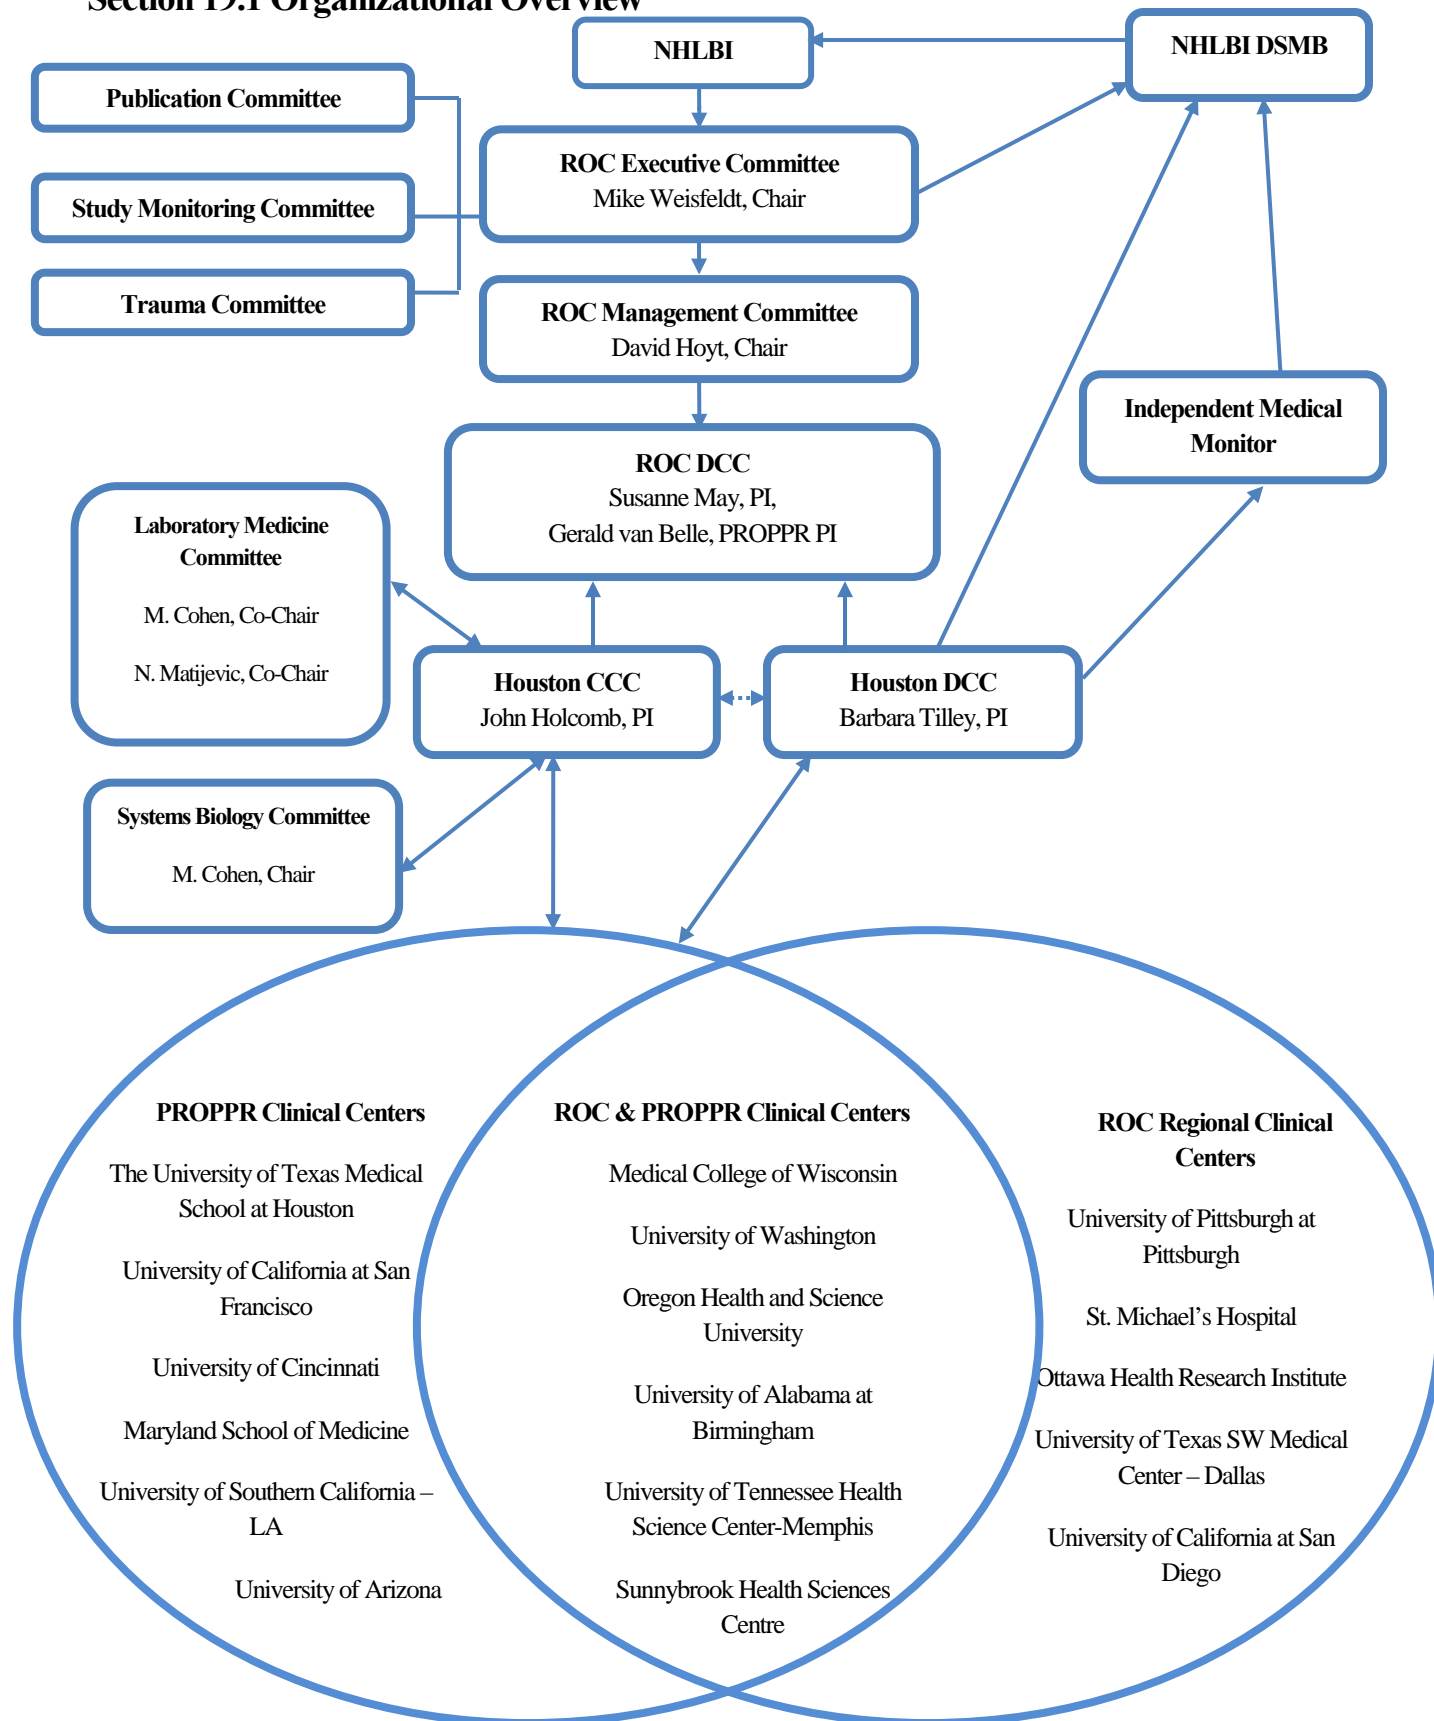 Section 19.1 Organizational Overview
NHLBI
NHLBI DSMB
Publication Committee
Study Monitoring Committee
Trauma Committee
ROC Executive Committee
Mike Weisfeldt, Chair
ROC Management Committee
David Hoyt, Chair
Independent Medical
Monitor
ROC DCC
Susanne May, PI,
Gerald van Belle, PROPPR PI
Laboratory Medicine
Committee
M. Cohen, Co-Chair
N. Matijevic, Co-Chair
Houston CCC
John Holcomb, PI
Houston DCC
Barbara Tilley, PI
Systems Biology Committee
M. Cohen, Chair
PROPPR Clinical Centers
The University of Texas Medical
School at Houston
University of California at San
Francisco
University of Cincinnati
Maryland School of Medicine
University of Southern California –
LA
University of Arizona
ROC & PROPPR Clinical Centers
Medical College of Wisconsin
University of Washington
Oregon Health and Science
University
University of Alabama at
Birmingham
University of Tennessee Health
Science Center-Memphis
Sunnybrook Health Sciences
Centre
ROC Regional Clinical
Centers
University of Pittsburgh at
Pittsburgh
St. Michael’s Hospital
Ottawa Health Research Institute
University of Texas SW Medical
Center – Dallas
University of California at San
Diego